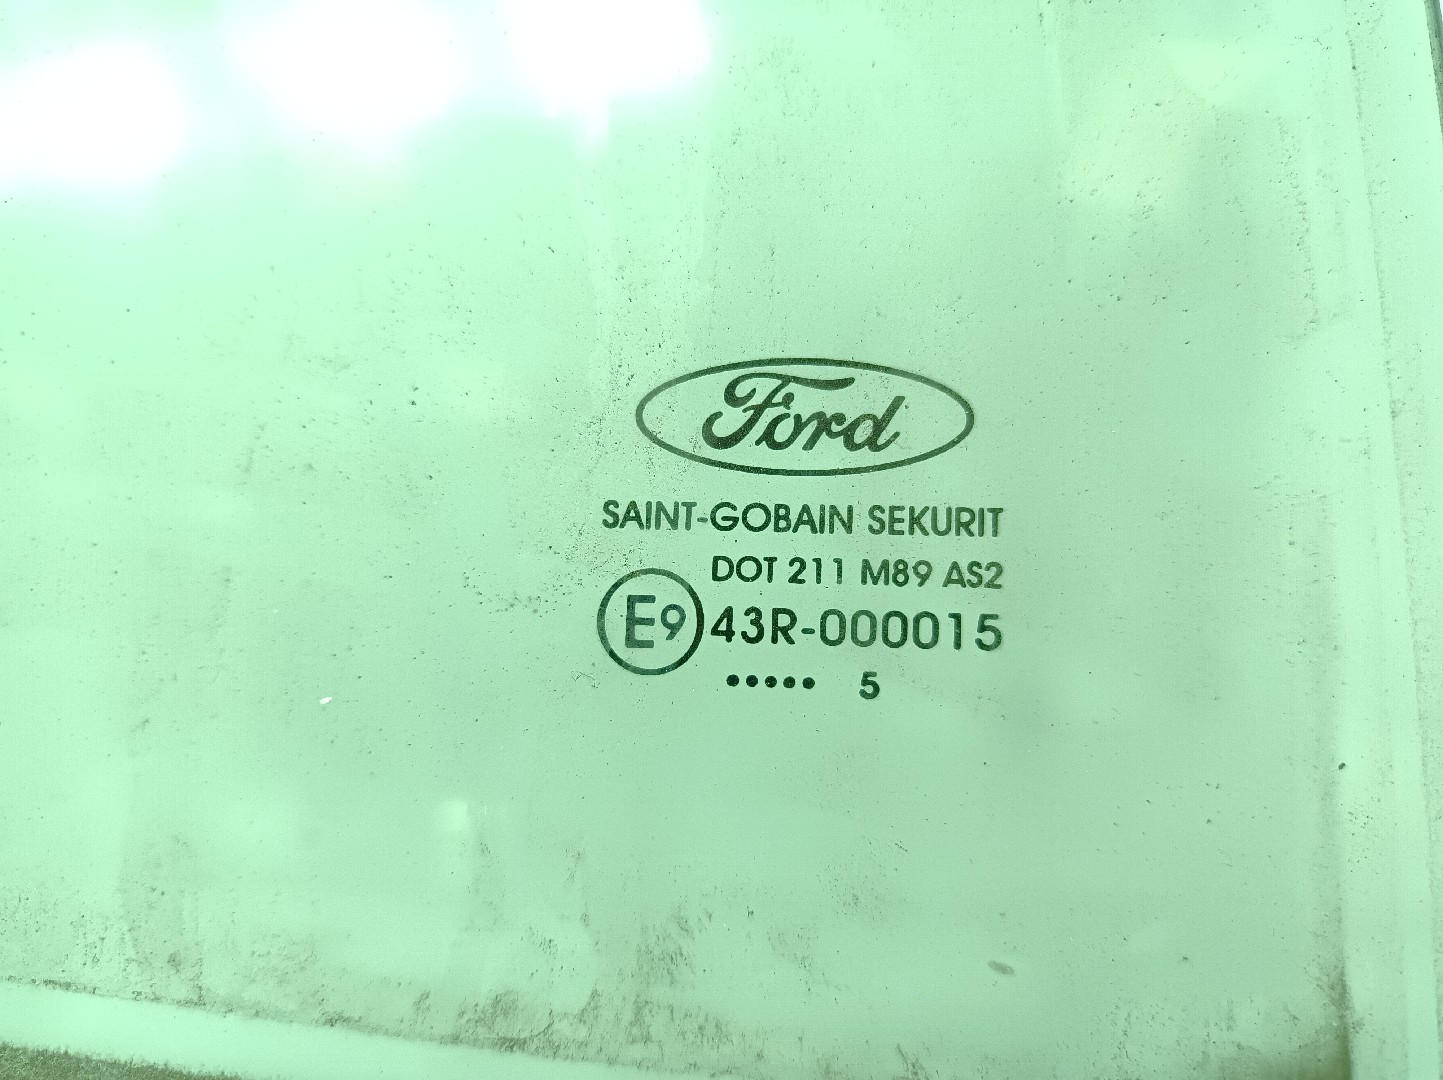 Ford
SAINT-GOBAIN SEKURIT
DOT 211 M89 AS2
E9 43R-000015
••••• 5